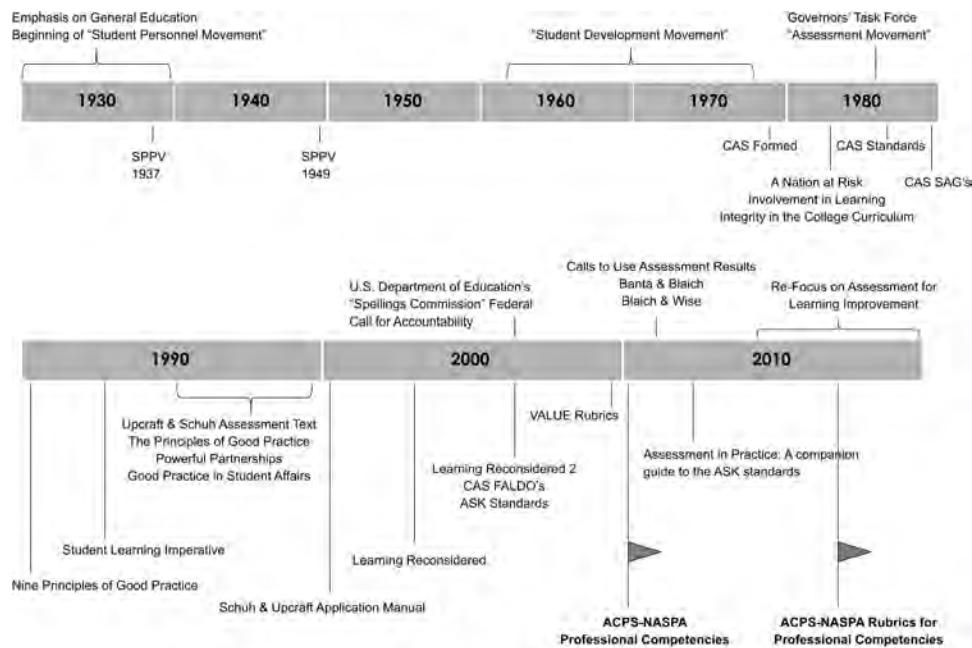 Emphasis on General Education
Beginning of “Student Personnel Movement”
“Student Development Movement”
Governors’ Task Force
“Assessment Movement”
1930
1940
1950
1960
1970
1980
SPPV
1937
SPPV
1949
CAS Formed
CAS Standards
A Nation at Risk
Involvement in Learning
Integrity in the College Curriculum
CAS SAG’s
U.S. Department of Education’s
“Spellings Commission” Federal
Call for Accountability
Calls to Use Assessment Results
Banta & Blaich
Blaich & Wise
Re-Focus on Assessment for
Learning Improvement
1990
2000
2010
Upcraft & Schuh Assessment Text
The Principles of Good Practice
Powerful Partnerships
Good Practice in Student Affairs
VALUE Rubrics
Learning Reconsidered 2
CAS FALDO’s
ASK Standards
Assessment in Practice: A companion
guide to the ASK standards
Student Learning Imperative
Learning Reconsidered
Nine Principles of Good Practice
Schuh & Upcraft Application Manual
ACPS-NASPA
Professional Competencies
ACPS-NASPA Rubrics for
Professional Competencies